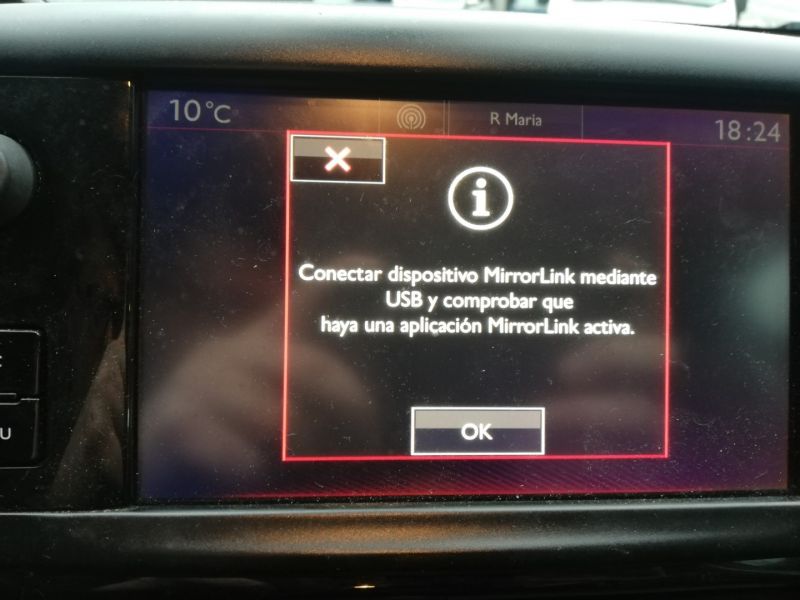 10°C
R Maria
18:24
Conectar dispositivo MirrorLink mediante
USB y comprobar que
haya una aplicación MirrorLink activa.
OK
U